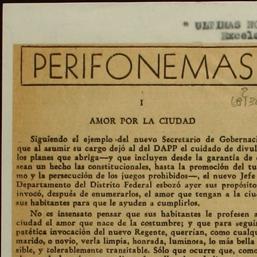 " ULTIMAS NO
Excels
PERIFONEMAS
I
AMOR POR LA CIUDAD
Siguiendo el ejemplo del nuevo Secretario de Gobernaci
que al asumir su cargo dejó al del DAPP el cuidado de divul
los planes que abriga—y que incluyen desde la garantía de
sean un hecho las constitucionales, hasta la promoción del tu
mo y la persecución de los juegos prohibidos—, el nuevo Jefe
Departamento del Distrito Federal esbozó ayer sus propósito
invocó, después de enumerarlos, el amor que tengan a la ciu
sus habitantes para que le ayuden a cumplirlos.
No es insensato pensar que sus habitantes le profesen a
ciudad el amor que nace de la costumbre; y que para seguir
patética invocación del nuevo Regente, querrían, como cualqu
marido, o novio, verla limpia, honrada, luminosa, lo más bella
sible, y tolerablemente transitable. Sólo que ocurre que, como